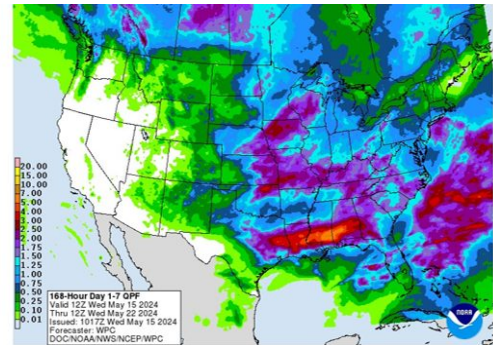 20.00
15.00
10.00
7.00
5.00
4.00
3.00
2.50
2.00
1.75
1.50
1.25
1.00
0.75
0.50
0.25
0.10
0.01
168-Hour Day 1-7 QPF
Valid 12Z Wed May 15 2024
Thru 12Z Wed May 22 2024
Issued: 1017Z Wed May 15 2024
Forecaster: WPC
DOC/NOAA/NWS/NCEP/WPC
NOAA